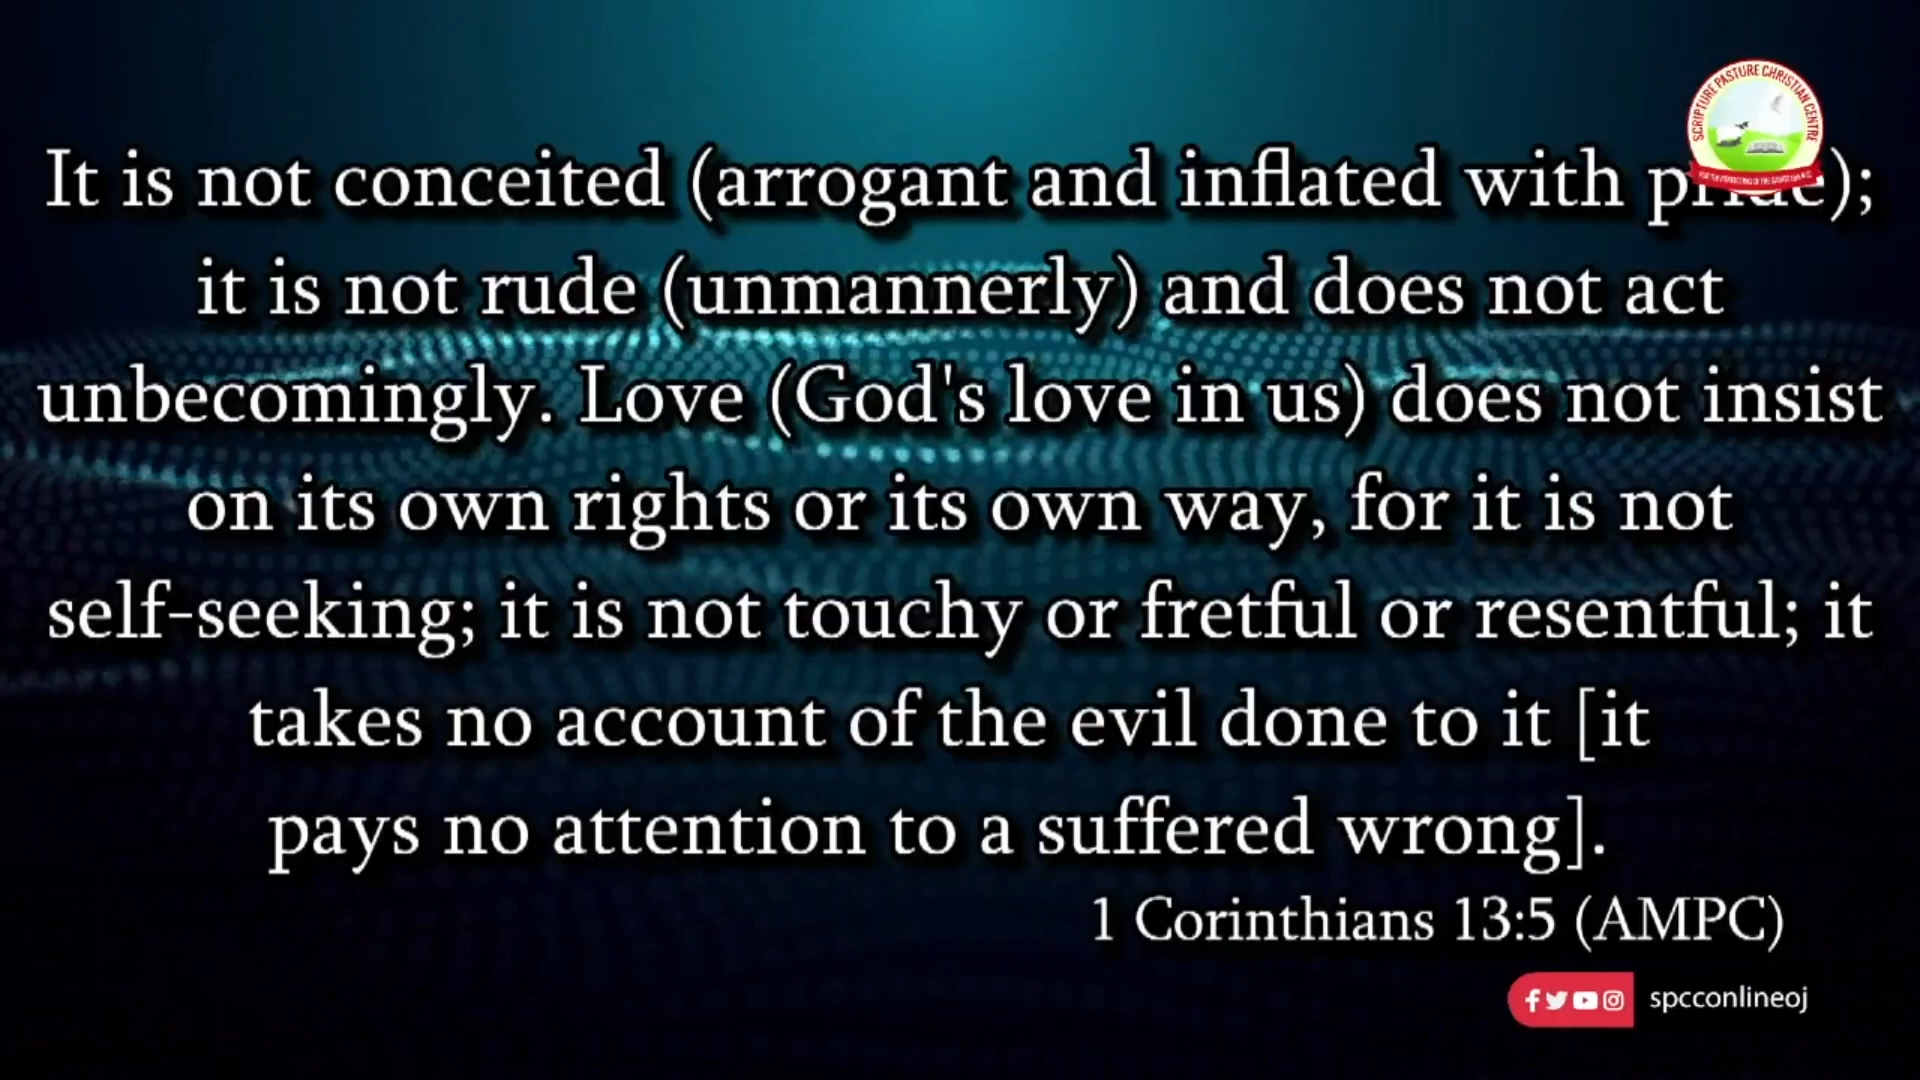 SCRIPTURE PASTURE CHRISTIAN CENTRE
It is not conceited (arrogant and inflated with pride);
it is not rude (unmannerly) and does not act
unbecomingly. Love (God's love in us) does not insist
on its own rights or its own way, for it is not
self-seeking; it is not touchy or fretful or resentful; it
takes no account of the evil done to it [it
pays no attention to a suffered wrong].
1 Corinthians 13:5 (AMPC)
spcconlineoj